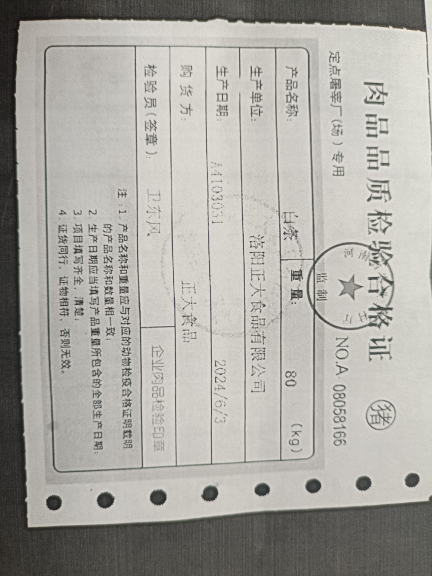 肉品品质检验合格证 猪
定点屠宰厂(场)专用
监制
NO.A 08058166
产品名称: 白条 重量: 80 (kg)
生产单位: 洛阳正大食品有限公司
生产日期: A4103031 2024/6/3
购货方: 正大食品
检验员(签章): 卫东风 企业肉品检验印章
注:1. 产品名称和重量应与对应的动物检疫合格证明载明
的产品名称和数量相一致;
2. 生产日期应当填写产品重量所包含的全部生产日期;
3. 项目填写齐全,清楚;
4. 证货同行,证物相符,否则无效。